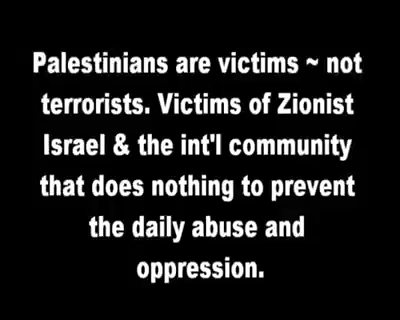 Palestinians are victims ~ not
terrorists. Victims of Zionist
Israel & the int'l community
that does nothing to prevent
the daily abuse and
oppression.